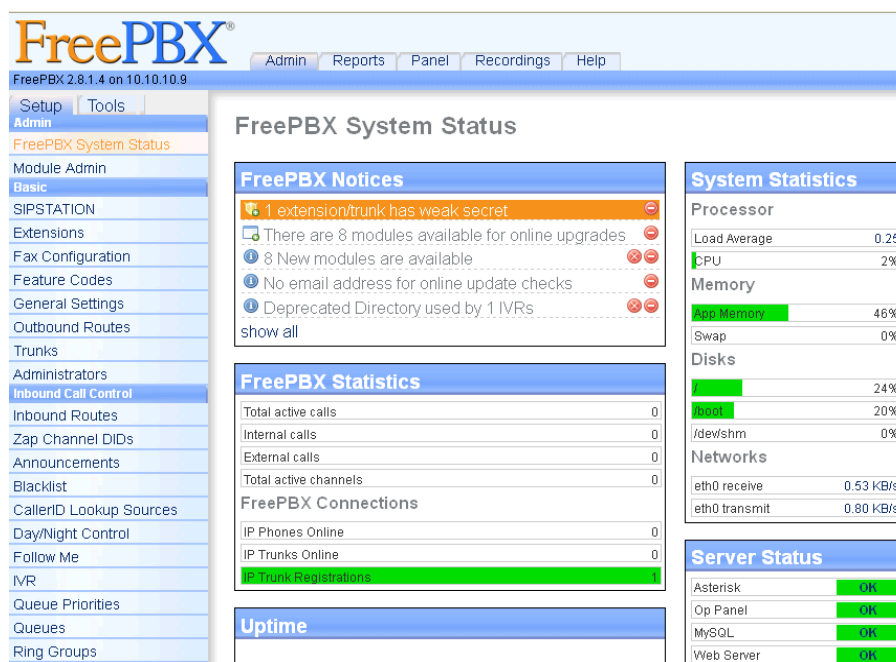 FreePBX®
Admin Reports Panel Recordings Help
FreePBX 2.8.1.4 on 10.10.10.9
Setup Tools
Admin
FreePBX System Status
Module Admin
Basic
SIPSTATION
Extensions
Fax Configuration
Feature Codes
General Settings
Outbound Routes
Trunks
Administrators
Inbound Call Control
Inbound Routes
Zap Channel DIDs
Announcements
Blacklist
CallerID Lookup Sources
Day/Night Control
Follow Me
IVR
Queue Priorities
Queues
Ring Groups
FreePBX System Status
FreePBX Notices
1 extension/trunk has weak secret
There are 8 modules available for online upgrades
8 New modules are available
No email address for online update checks
Deprecated Directory used by 1 IVRs
show all
FreePBX Statistics
Total active calls 0
Internal calls 0
External calls 0
Total active channels 0
FreePBX Connections
IP Phones Online 0
IP Trunks Online 0
IP Trunk Registrations 1
Uptime
System Statistics
Processor
Load Average 0.25
CPU 2%
Memory
App Memory 46%
Swap 0%
Disks
/ 24%
/boot 20%
/dev/shm 0%
Networks
eth0 receive 0.53 KB/s
eth0 transmit 0.80 KB/s
Server Status
Asterisk OK
Op Panel OK
MySQL OK
Web Server OK